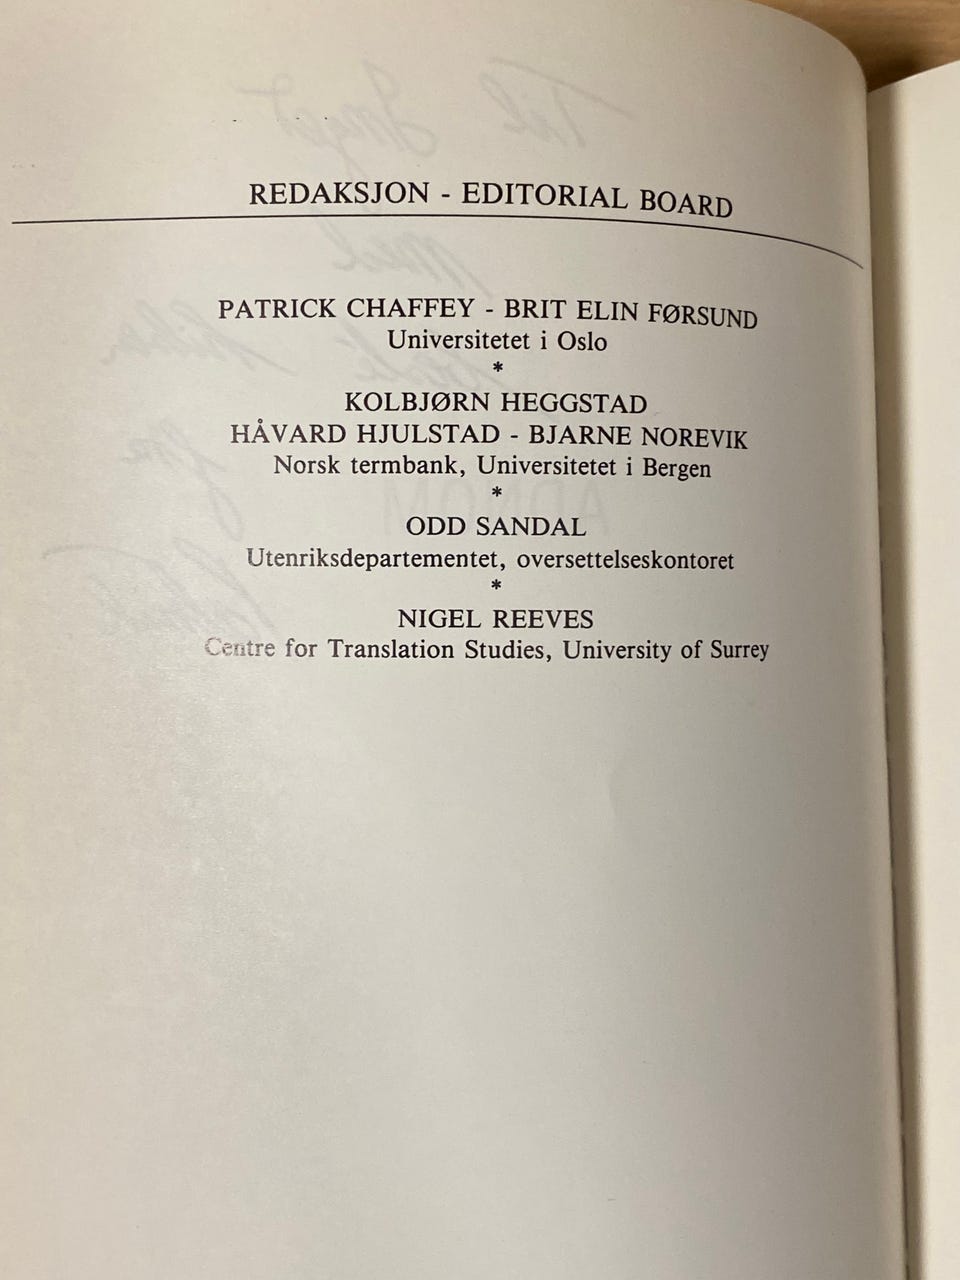 REDAKSJON - EDITORIAL BOARD
PATRICK CHAFFEY - BRIT ELIN FØRSUND
Universitetet i Oslo
*
KOLBJØRN HEGGSTAD
HÅVARD HJULSTAD - BJARNE NOREVIK
Norsk termbank, Universitetet i Bergen
*
ODD SANDAL
Utenriksdepartementet, oversettelseskontoret
*
NIGEL REEVES
Centre for Translation Studies, University of Surrey